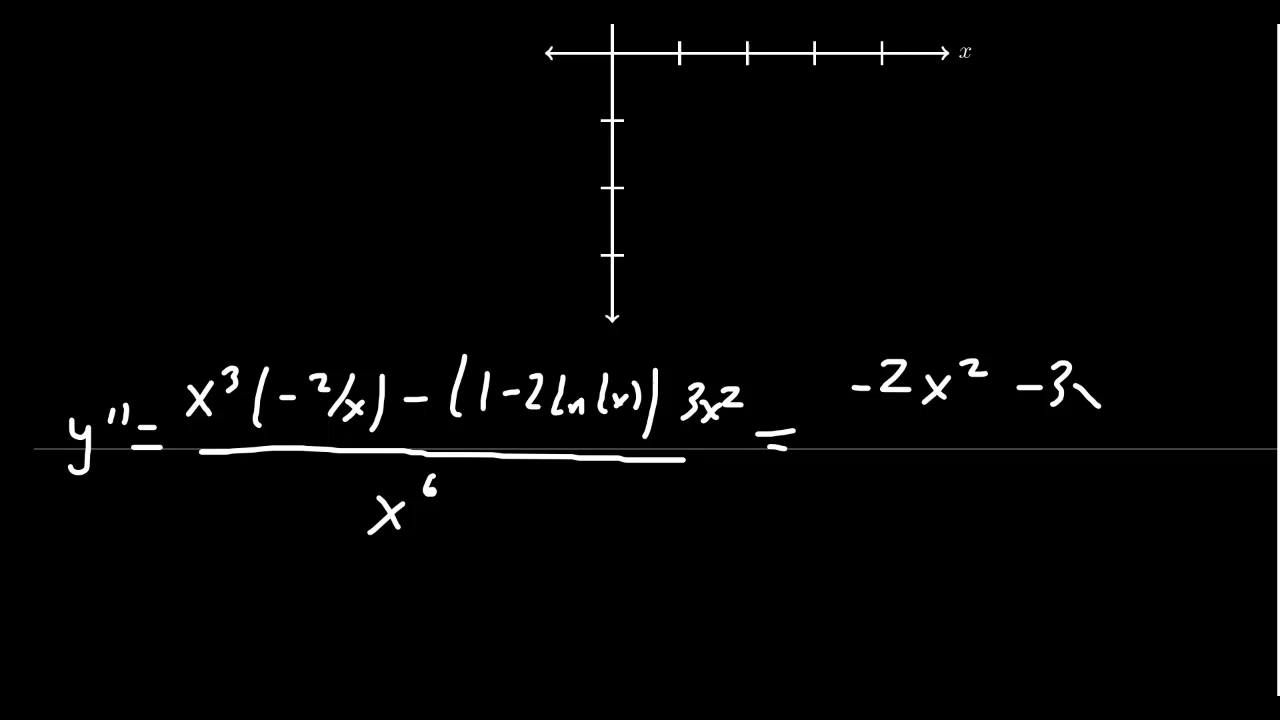 x
y'' = x³(-2/x) - (1-2ln(x))3x² / x⁶ = -2x² - 3